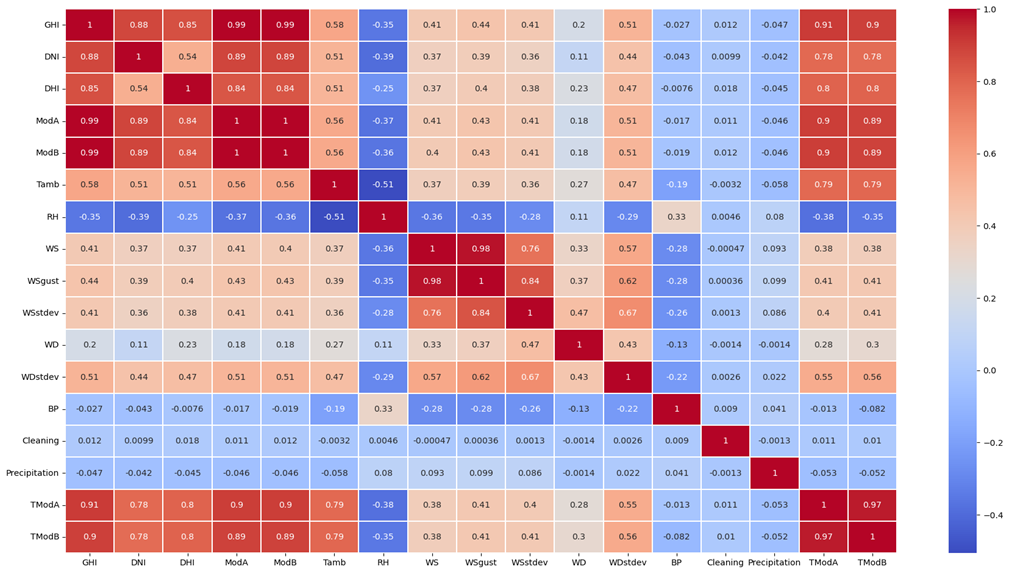 GHI 1 0.88 0.85 0.99 0.99 0.58 -0.35 0.41 0.44 0.41 0.2 0.51 -0.027 0.012 -0.047 0.91 0.9
DNI 0.88 1 0.54 0.89 0.89 0.51 -0.39 0.37 0.39 0.36 0.11 0.44 -0.043 0.0099 -0.042 0.78 0.78
DHI 0.85 0.54 1 0.84 0.84 0.51 -0.25 0.37 0.4 0.38 0.23 0.47 -0.0076 0.018 -0.045 0.8 0.8
ModA 0.99 0.89 0.84 1 1 0.56 -0.37 0.41 0.43 0.41 0.18 0.51 -0.017 0.011 -0.046 0.9 0.89
ModB 0.99 0.89 0.84 1 1 0.56 -0.36 0.4 0.43 0.41 0.18 0.51 -0.019 0.012 -0.046 0.9 0.89
Tamb 0.58 0.51 0.51 0.56 0.56 1 -0.51 0.37 0.39 0.36 0.27 0.47 -0.19 -0.0032 -0.058 0.79 0.79
RH -0.35 -0.39 -0.25 -0.37 -0.36 -0.51 1 -0.36 -0.35 -0.28 0.11 -0.29 0.33 0.0046 0.08 -0.38 -0.35
WS 0.41 0.37 0.37 0.41 0.4 0.37 -0.36 1 0.98 0.76 0.33 0.57 -0.28 -0.00047 0.093 0.38 0.38
WSgust 0.44 0.39 0.4 0.43 0.43 0.39 -0.35 0.98 1 0.84 0.37 0.62 -0.28 0.00036 0.099 0.41 0.41
WSstdev 0.41 0.36 0.38 0.41 0.41 0.36 -0.28 0.76 0.84 1 0.47 0.67 -0.26 0.0013 0.086 0.4 0.41
WD 0.2 0.11 0.23 0.18 0.18 0.27 0.11 0.33 0.37 0.47 1 0.43 -0.13 -0.0014 -0.0014 0.28 0.3
WDstdev 0.51 0.44 0.47 0.51 0.51 0.47 -0.29 0.57 0.62 0.67 0.43 1 -0.22 0.0026 0.022 0.55 0.56
BP -0.027 -0.043 -0.0076 -0.017 -0.019 -0.19 0.33 -0.28 -0.28 -0.26 -0.13 -0.22 1 0.009 0.041 -0.013 -0.082
Cleaning 0.012 0.0099 0.018 0.011 0.012 -0.0032 0.0046 -0.00047 0.00036 0.0013 -0.0014 0.0026 0.009 1 -0.0013 0.011 0.01
Precipitation -0.047 -0.042 -0.045 -0.046 -0.046 -0.058 0.08 0.093 0.099 0.086 -0.0014 0.022 0.041 -0.0013 1 -0.053 -0.052
TModA 0.91 0.78 0.8 0.9 0.9 0.79 -0.38 0.38 0.41 0.4 0.28 0.55 -0.013 0.011 -0.053 1 0.97
TModB 0.9 0.78 0.8 0.89 0.89 0.79 -0.35 0.38 0.41 0.41 0.3 0.56 -0.082 0.01 -0.052 0.97 1
GHI DNI DHI ModA ModB Tamb RH WS WSgust WSstdev WD WDstdev BP Cleaning Precipitation TModA TModB
1.0
0.8
0.6
0.4
0.2
0.0
−0.2
−0.4